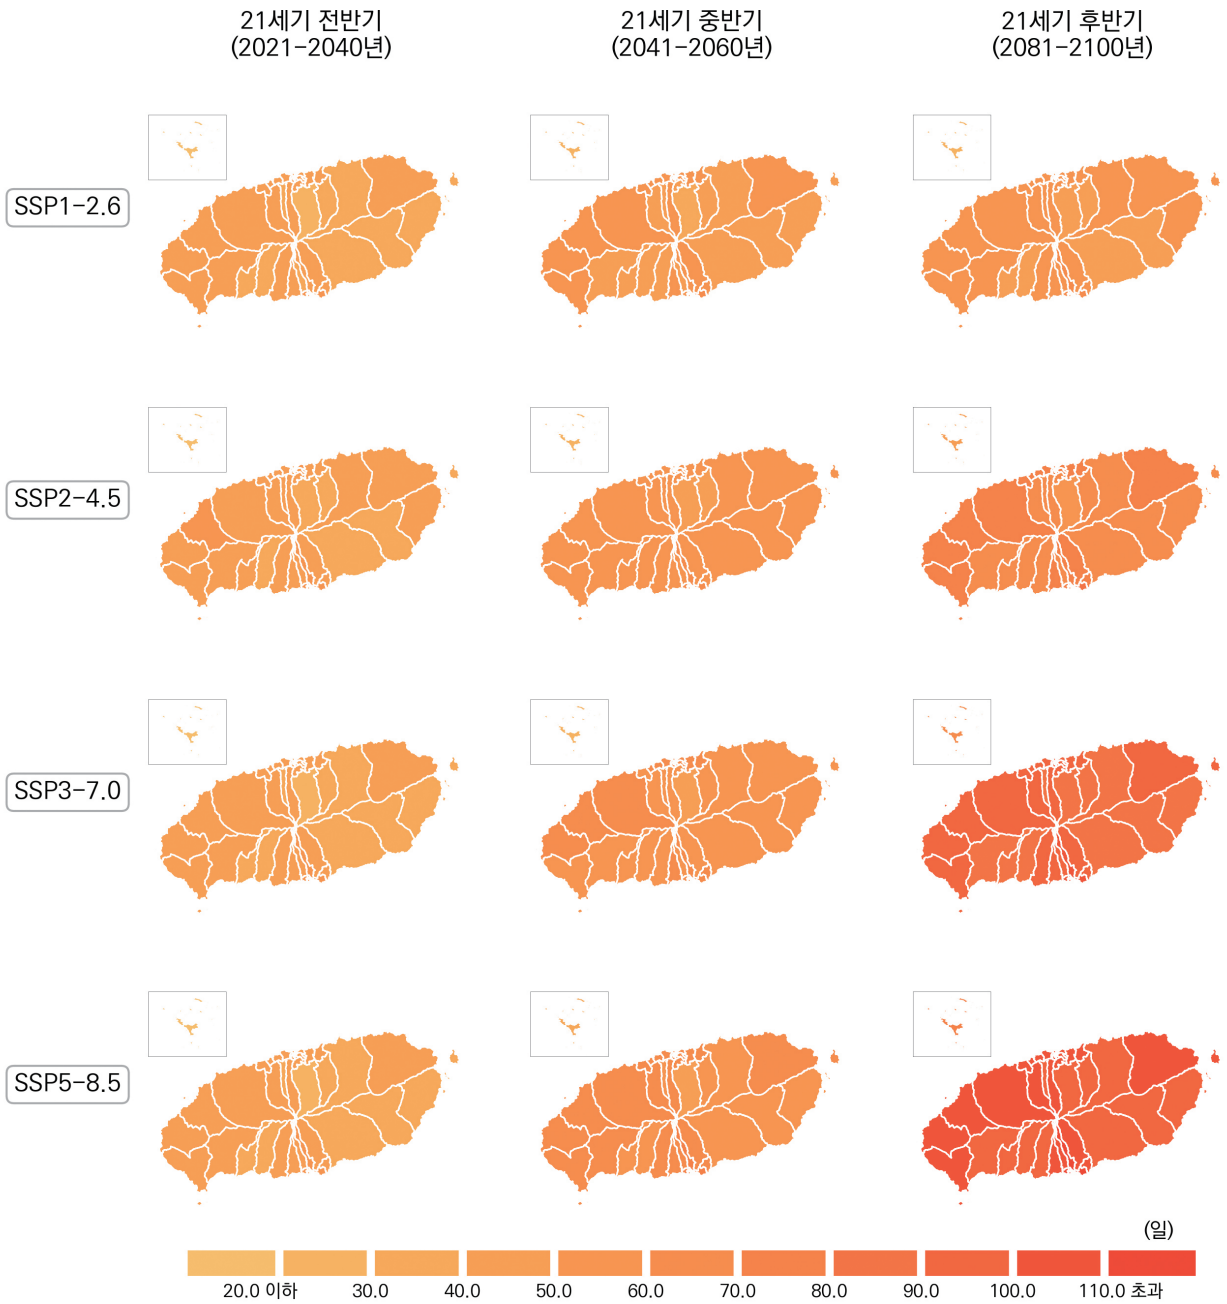 21세기 전반기
(2021-2040년)
21세기 중반기
(2041-2060년)
21세기 후반기
(2081-2100년)
SSP1-2.6
SSP2-4.5
SSP3-7.0
SSP5-8.5
(일)
20.0 이하 30.0 40.0 50.0 60.0 70.0 80.0 90.0 100.0 110.0 초과